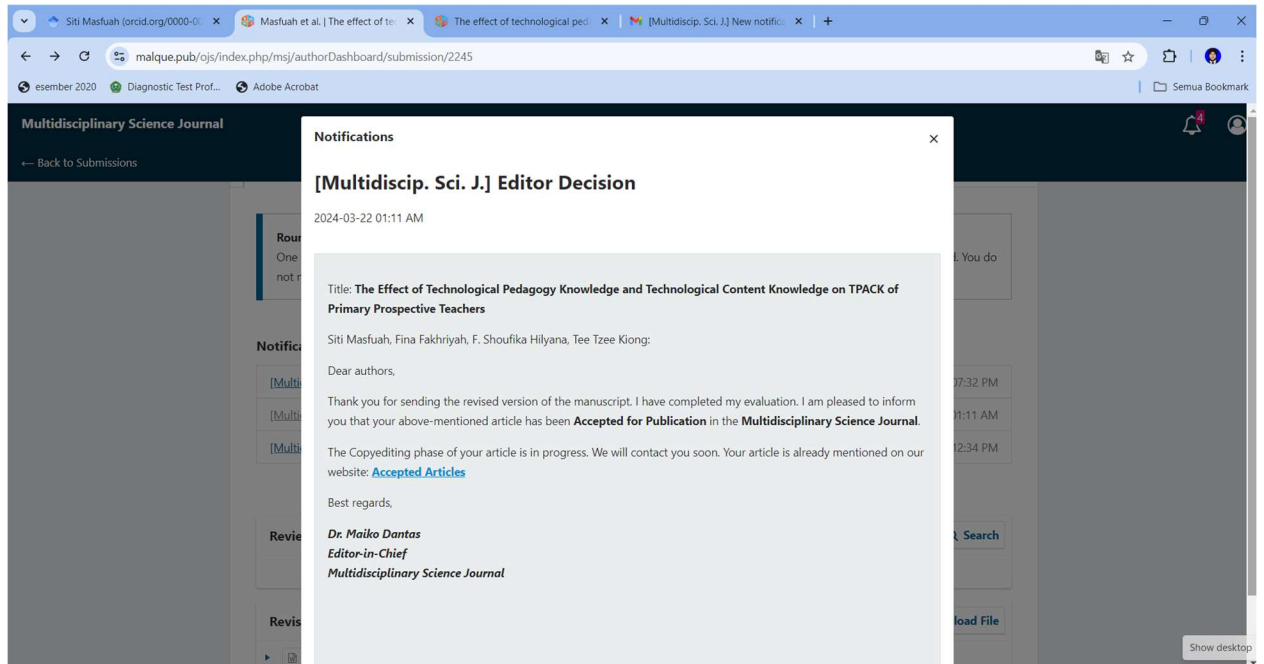 Siti Masfuah (orcid.org/0000-00
Masfuah et al. | The effect of tec
The effect of technological ped
[Multidiscip. Sci. J.] New notific
malque.pub/ojs/index.php/msj/authorDashboard/submission/2245
esember 2020
Diagnostic Test Prof...
Adobe Acrobat
Semua Bookmark
Multidisciplinary Science Journal
4
← Back to Submissions
Notifications
[Multidiscip. Sci. J.] Editor Decision
2024-03-22 01:11 AM
Roun
One
d. You do
not r
Title: The Effect of Technological Pedagogy Knowledge and Technological Content Knowledge on TPACK of
Primary Prospective Teachers
Siti Masfuah, Fina Fakhriyah, F. Shoufika Hilyana, Tee Tzee Kiong:
Notifica
Dear authors,
[Multi
07:32 PM
Thank you for sending the revised version of the manuscript. I have completed my evaluation. I am pleased to inform
[Multi
01:11 AM
you that your above-mentioned article has been Accepted for Publication in the Multidisciplinary Science Journal.
[Multi
12:34 PM
The Copyediting phase of your article is in progress. We will contact you soon. Your article is already mentioned on our
website: Accepted Articles
Best regards,
Revie
Search
Dr. Maiko Dantas
Editor-in-Chief
Multidisciplinary Science Journal
Revis
load File
Show desktop